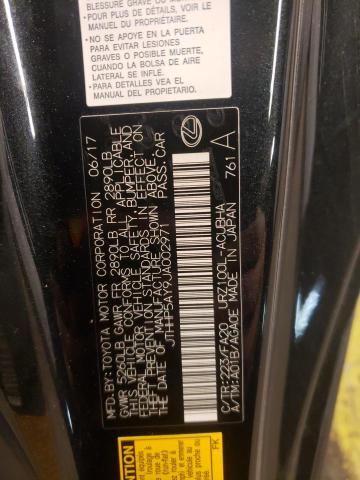 BLESSURE GRAVE OU
• POUR PLUS DE DÉTAILS, VOIR
LE MANUEL DU PROPRIÉTAIRE.
• NO SE APOYE EN LA PUERTA
PARA EVITAR LESIONES
GRAVES O POSIBLE MUERTE,
CUANDO LA BOLSA DE AIRE
LATERAL SE INFLE.
• PARA DETALLES VEA EL
MANUAL DEL PROPIETARIO.
MFD. BY: TOYOTA MOTOR CORPORATION 06/17
GVWR 5260LB GAWR FR 2890LB RR 2890LB
THIS VEHICLE CONFORMS TO ALL APPLICABLE
FEDERAL MOTOR VEHICLE SAFETY, BUMPER, AND
THEFT PREVENTION STANDARDS IN EFFECT ON
THE DATE OF MANUFACTURE SHOWN ABOVE.
JTHHP5AY9JA002971 PASS. CAR
C/TR: 223/FA20 URZ100L-ACUBHA
A/TM: A01B/AGA0E MADE IN JAPAN
761
A
FK